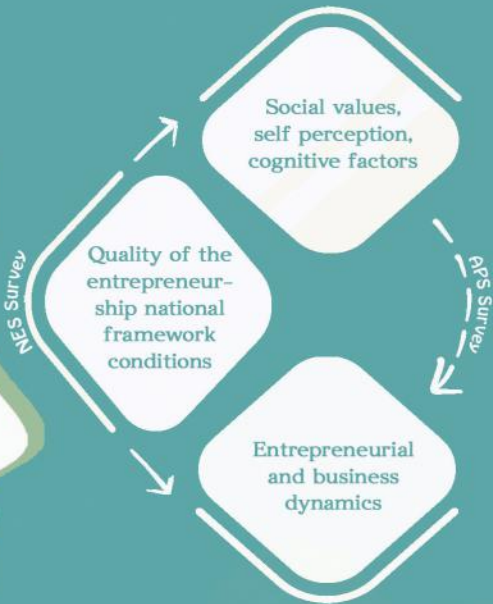 Social values,
self perception,
cognitive factors
NES Survey
Quality of the
entrepreneur-
ship national
framework
conditions
APS Survey
Entrepreneurial
and business
dynamics